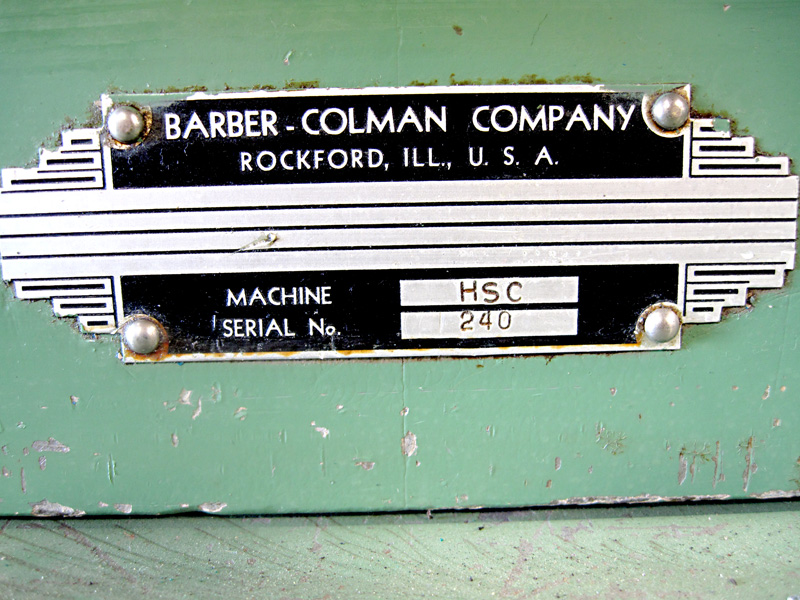 BARBER-COLMAN COMPANY
ROCKFORD, ILL., U. S. A.
MACHINE HSC
SERIAL No. 240